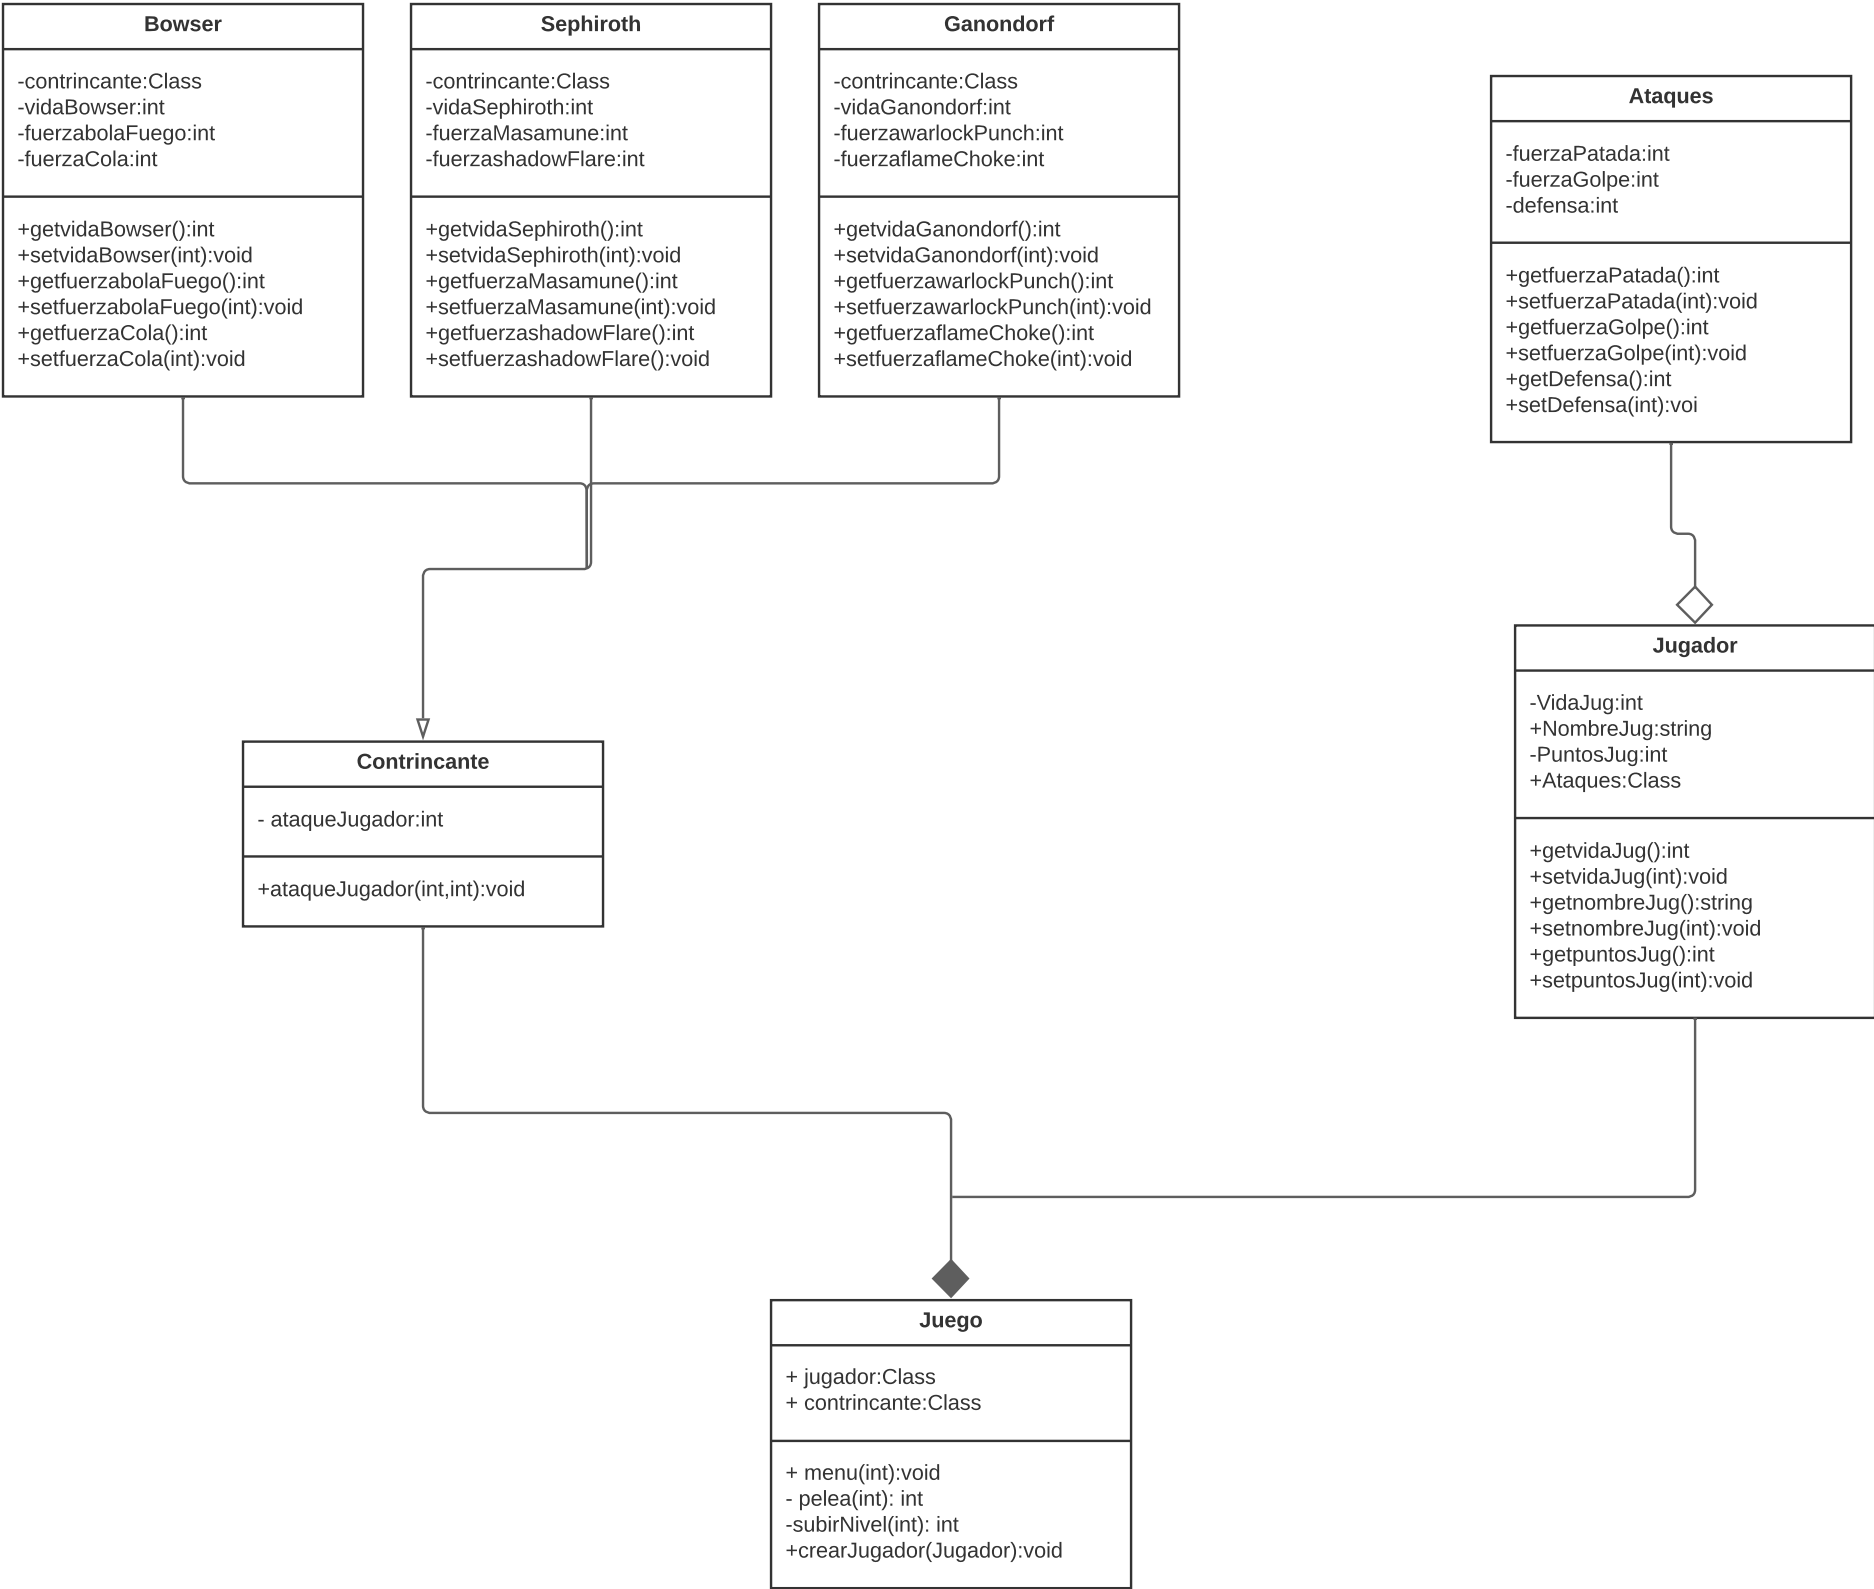 Bowser
-contrincante:Class
-vidaBowser:int
-fuerzabolaFuego:int
-fuerzaCola:int
+getvidaBowser():int
+setvidaBowser(int):void
+getfuerzabolaFuego():int
+setfuerzabolaFuego(int):void
+getfuerzaCola():int
+setfuerzaCola(int):void
Sephiroth
-contrincante:Class
-vidaSephiroth:int
-fuerzaMasamune:int
-fuerzashadowFlare:int
+getvidaSephiroth():int
+setvidaSephiroth(int):void
+getfuerzaMasamune():int
+setfuerzaMasamune(int):void
+getfuerzashadowFlare():int
+setfuerzashadowFlare():void
Ganondorf
-contrincante:Class
-vidaGanondorf:int
-fuerzawarlockPunch:int
-fuerzaflameChoke:int
+getvidaGanondorf():int
+setvidaGanondorf(int):void
+getfuerzawarlockPunch():int
+setfuerzawarlockPunch(int):void
+getfuerzaflameChoke():int
+setfuerzaflameChoke(int):void
Ataques
-fuerzaPatada:int
-fuerzaGolpe:int
-defensa:int
+getfuerzaPatada():int
+setfuerzaPatada(int):void
+getfuerzaGolpe():int
+setfuerzaGolpe(int):void
+getDefensa():int
+setDefensa(int):voi
Jugador
-VidaJug:int
+NombreJug:string
-PuntosJug:int
+Ataques:Class
+getvidaJug():int
+setvidaJug(int):void
+getnombreJug():string
+setnombreJug(int):void
+getpuntosJug():int
+setpuntosJug(int):void
Contrincante
- ataqueJugador:int
+ataqueJugador(int,int):void
Juego
+ jugador:Class
+ contrincante:Class
+ menu(int):void
- pelea(int): int
-subirNivel(int): int
+crearJugador(Jugador):void